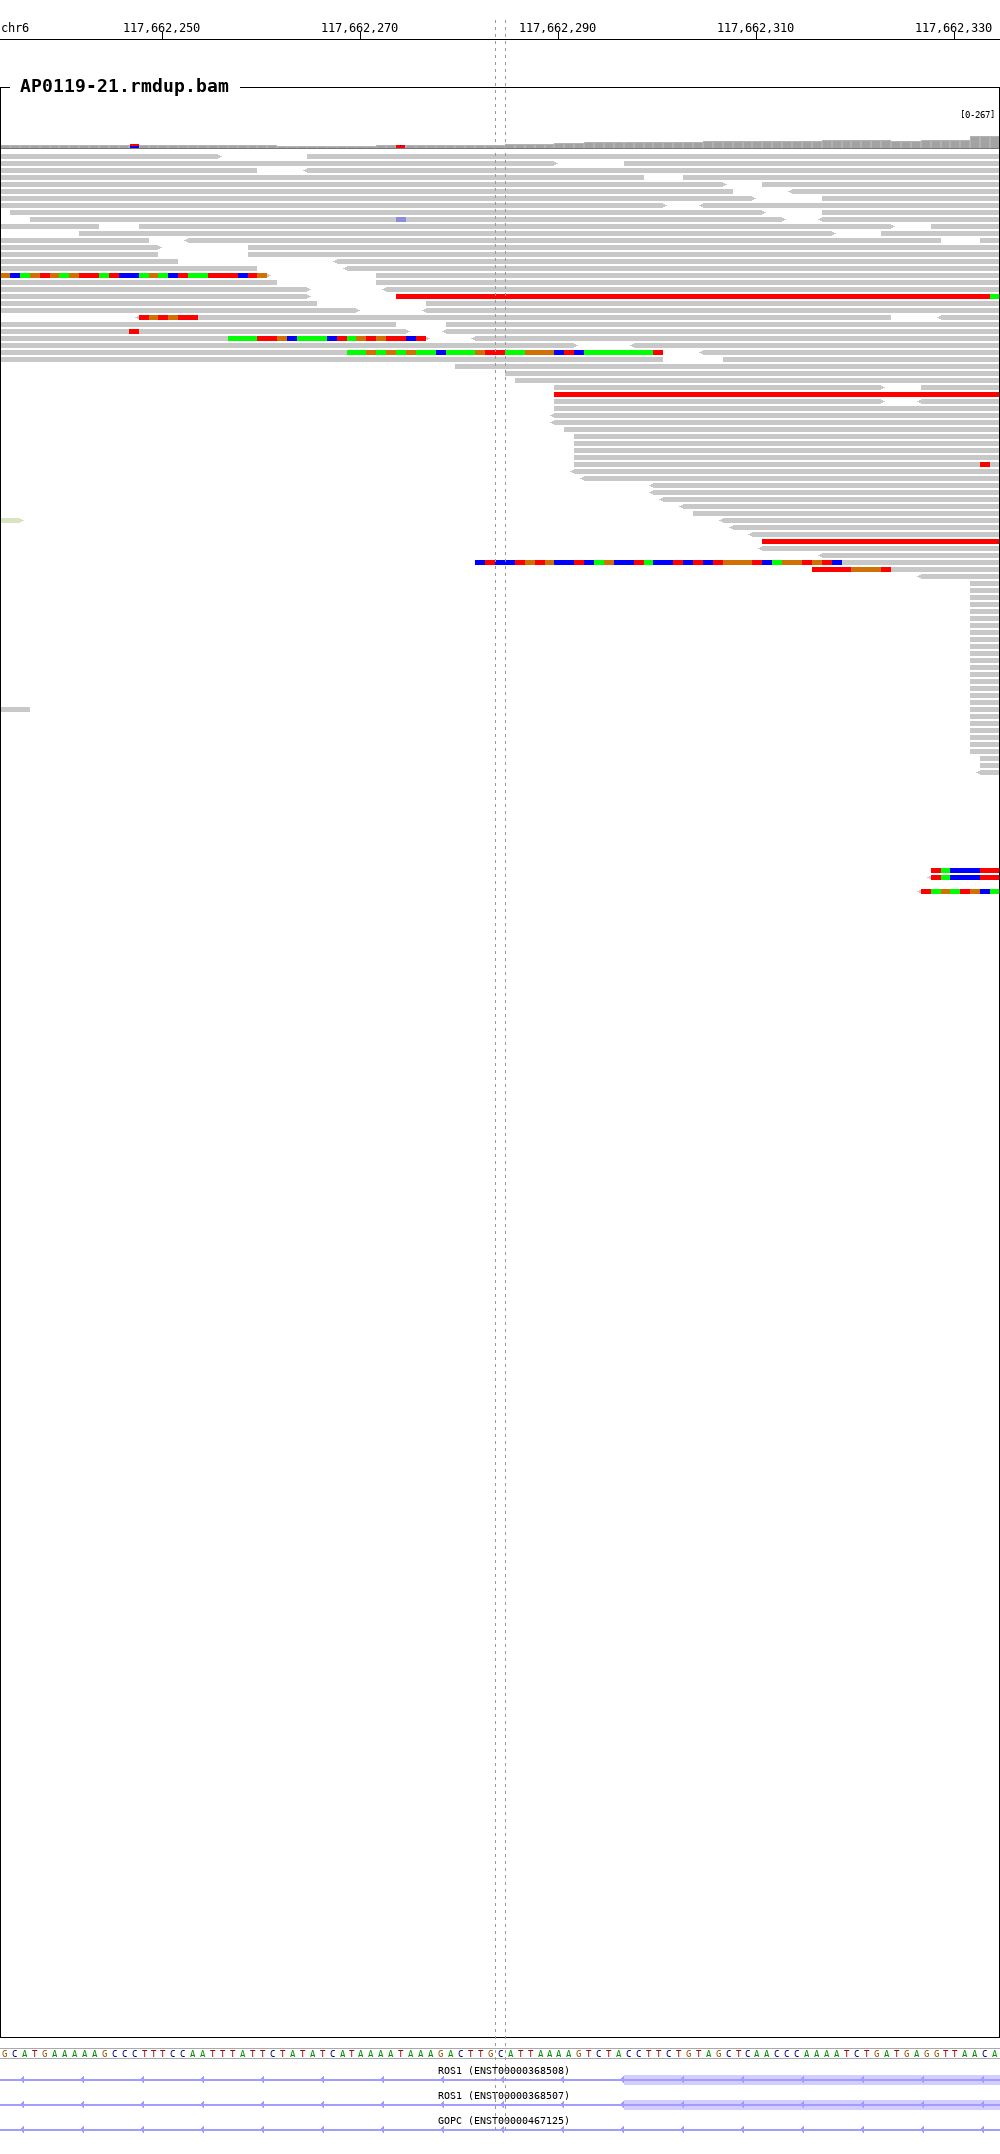 chr6 117,662,250 117,662,270 117,662,290 117,662,310 117,662,330
AP0119-21.rmdup.bam
[0-267]
GCATGAAAAAGCCCTTTCCAATTTATTCTATATCATAAAATAAAGACTTGCATTAAAAGTCTACCTTCTGTAGCTCAACCCAAAATCTGATGAGGTTAACA
ROS1 (ENST00000368508)
ROS1 (ENST00000368507)
GOPC (ENST00000467125)